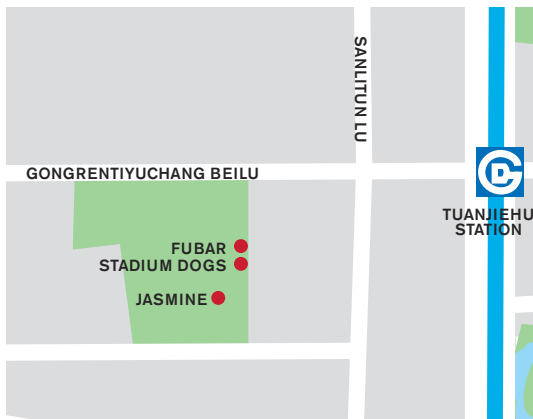 SANLITUN LU
GONGRENTIYUCHANG BEILU
TUANJIEHU
STATION
FUBAR
STADIUM DOGS
JASMINE